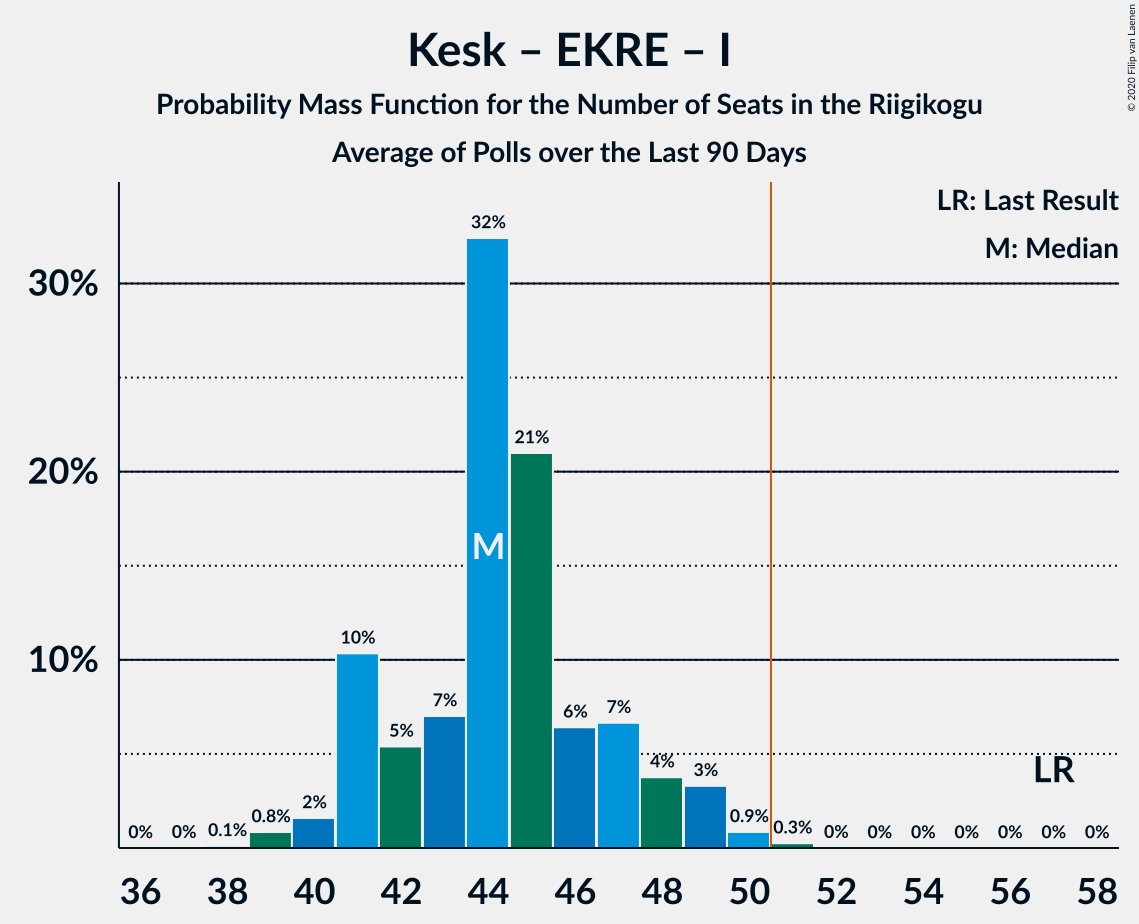 Kesk – EKRE – I
Probability Mass Function for the Number of Seats in the Riigikogu
Average of Polls over the Last 90 Days
© 2020 Filip van Laenen
LR: Last Result
M: Median
30%
20%
10%
0%
0%
0.1%
0.8%
2%
10%
5%
7%
32%
M
21%
6%
7%
4%
3%
0.9%
0.3%
0%
0%
0%
0%
0%
0%
0%
LR
36 38 40 42 44 46 48 50 52 54 56 58